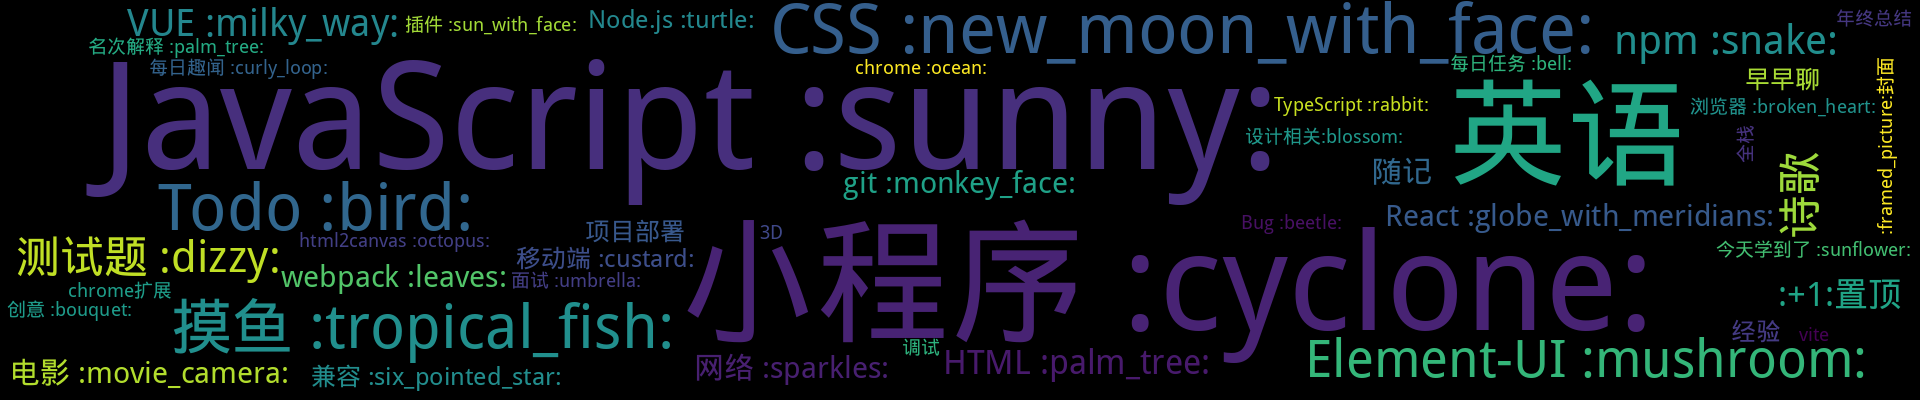 VUE :milky_way:
插件 :sun_with_face:
Node.js :turtle:
CSS :new_moon_with_face:
npm :snake:
年终总结
名次解释 :palm_tree:
每日趣闻 :curly_loop:
chrome :ocean:
每日任务 :bell:
早早聊
:framed_picture:封面
JavaScript :sunny:
TypeScript :rabbit:
英语
浏览器 :broken_heart:
设计相关:blossom:
全栈
随记
诗歌
git :monkey_face:
Todo :bird:
React :globe_with_meridians:
Bug :beetle:
项目部署
3D
html2canvas :octopus:
测试题 :dizzy:
移动端 :custard:
今天学到了 :sunflower:
webpack :leaves:
面试 :umbrella:
小程序 :cyclone:
chrome扩展
:+1:置顶
创意 :bouquet:
摸鱼 :tropical_fish:
经验
vite
调试
网络 :sparkles:
HTML :palm_tree:
Element-UI :mushroom:
电影 :movie_camera:
兼容 :six_pointed_star: